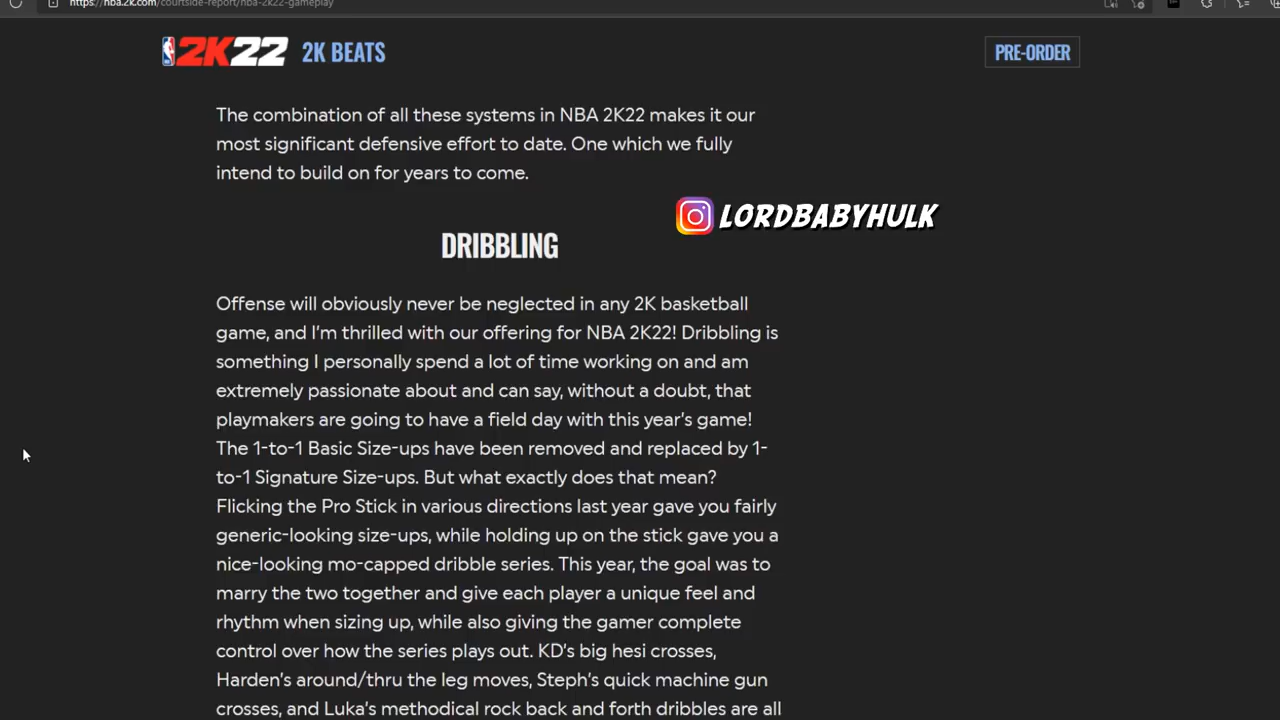 https://nba.2k.com/courtside-report/nba-2k22-gameplay
2K22 2K BEATS
PRE-ORDER
The combination of all these systems in NBA 2K22 makes it our
most significant defensive effort to date. One which we fully
intend to build on for years to come.
LORDBABYHULK
DRIBBLING
Offense will obviously never be neglected in any 2K basketball
game, and I'm thrilled with our offering for NBA 2K22! Dribbling is
something I personally spend a lot of time working on and am
extremely passionate about and can say, without a doubt, that
playmakers are going to have a field day with this year's game!
The 1-to-1 Basic Size-ups have been removed and replaced by 1-
to-1 Signature Size-ups. But what exactly does that mean?
Flicking the Pro Stick in various directions last year gave you fairly
generic-looking size-ups, while holding up on the stick gave you a
nice-looking mo-capped dribble series. This year, the goal was to
marry the two together and give each player a unique feel and
rhythm when sizing up, while also giving the gamer complete
control over how the series plays out. KD's big hesi crosses,
Harden's around/thru the leg moves, Steph's quick machine gun
crosses, and Luka's methodical rock back and forth dribbles are all